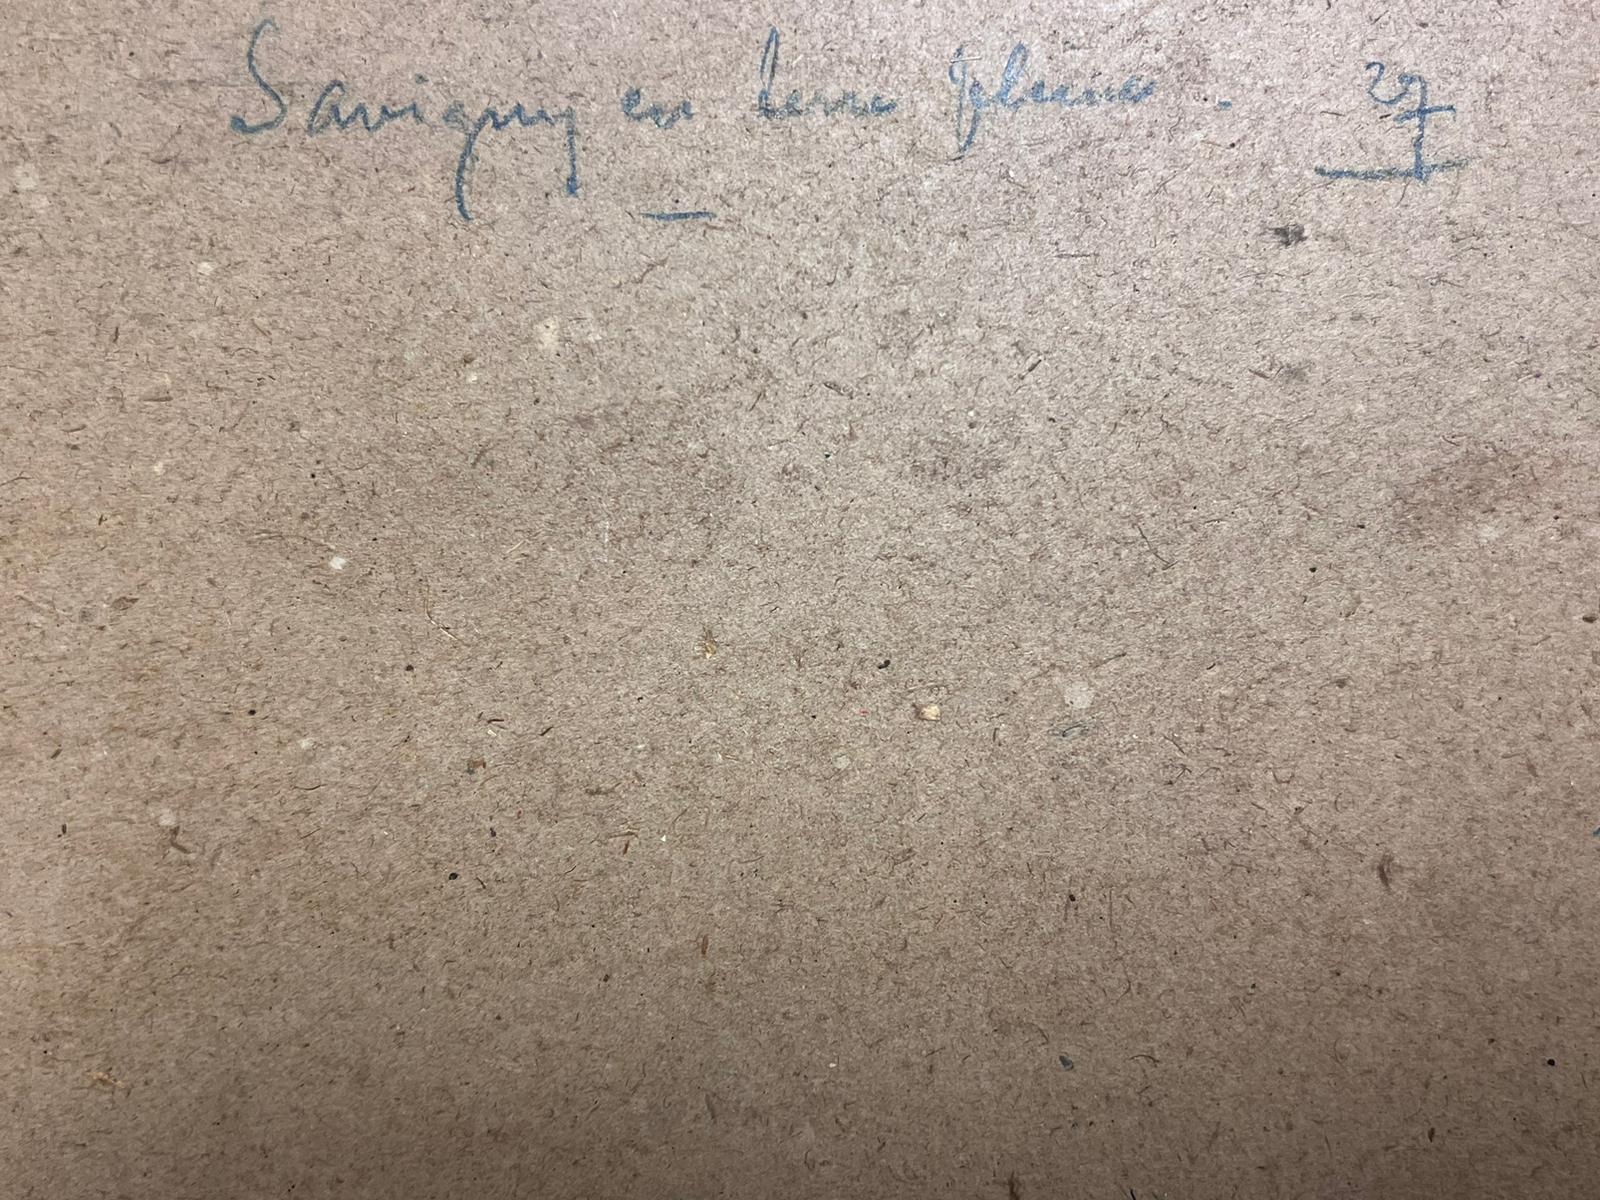 Savigny en terre plaine. 27